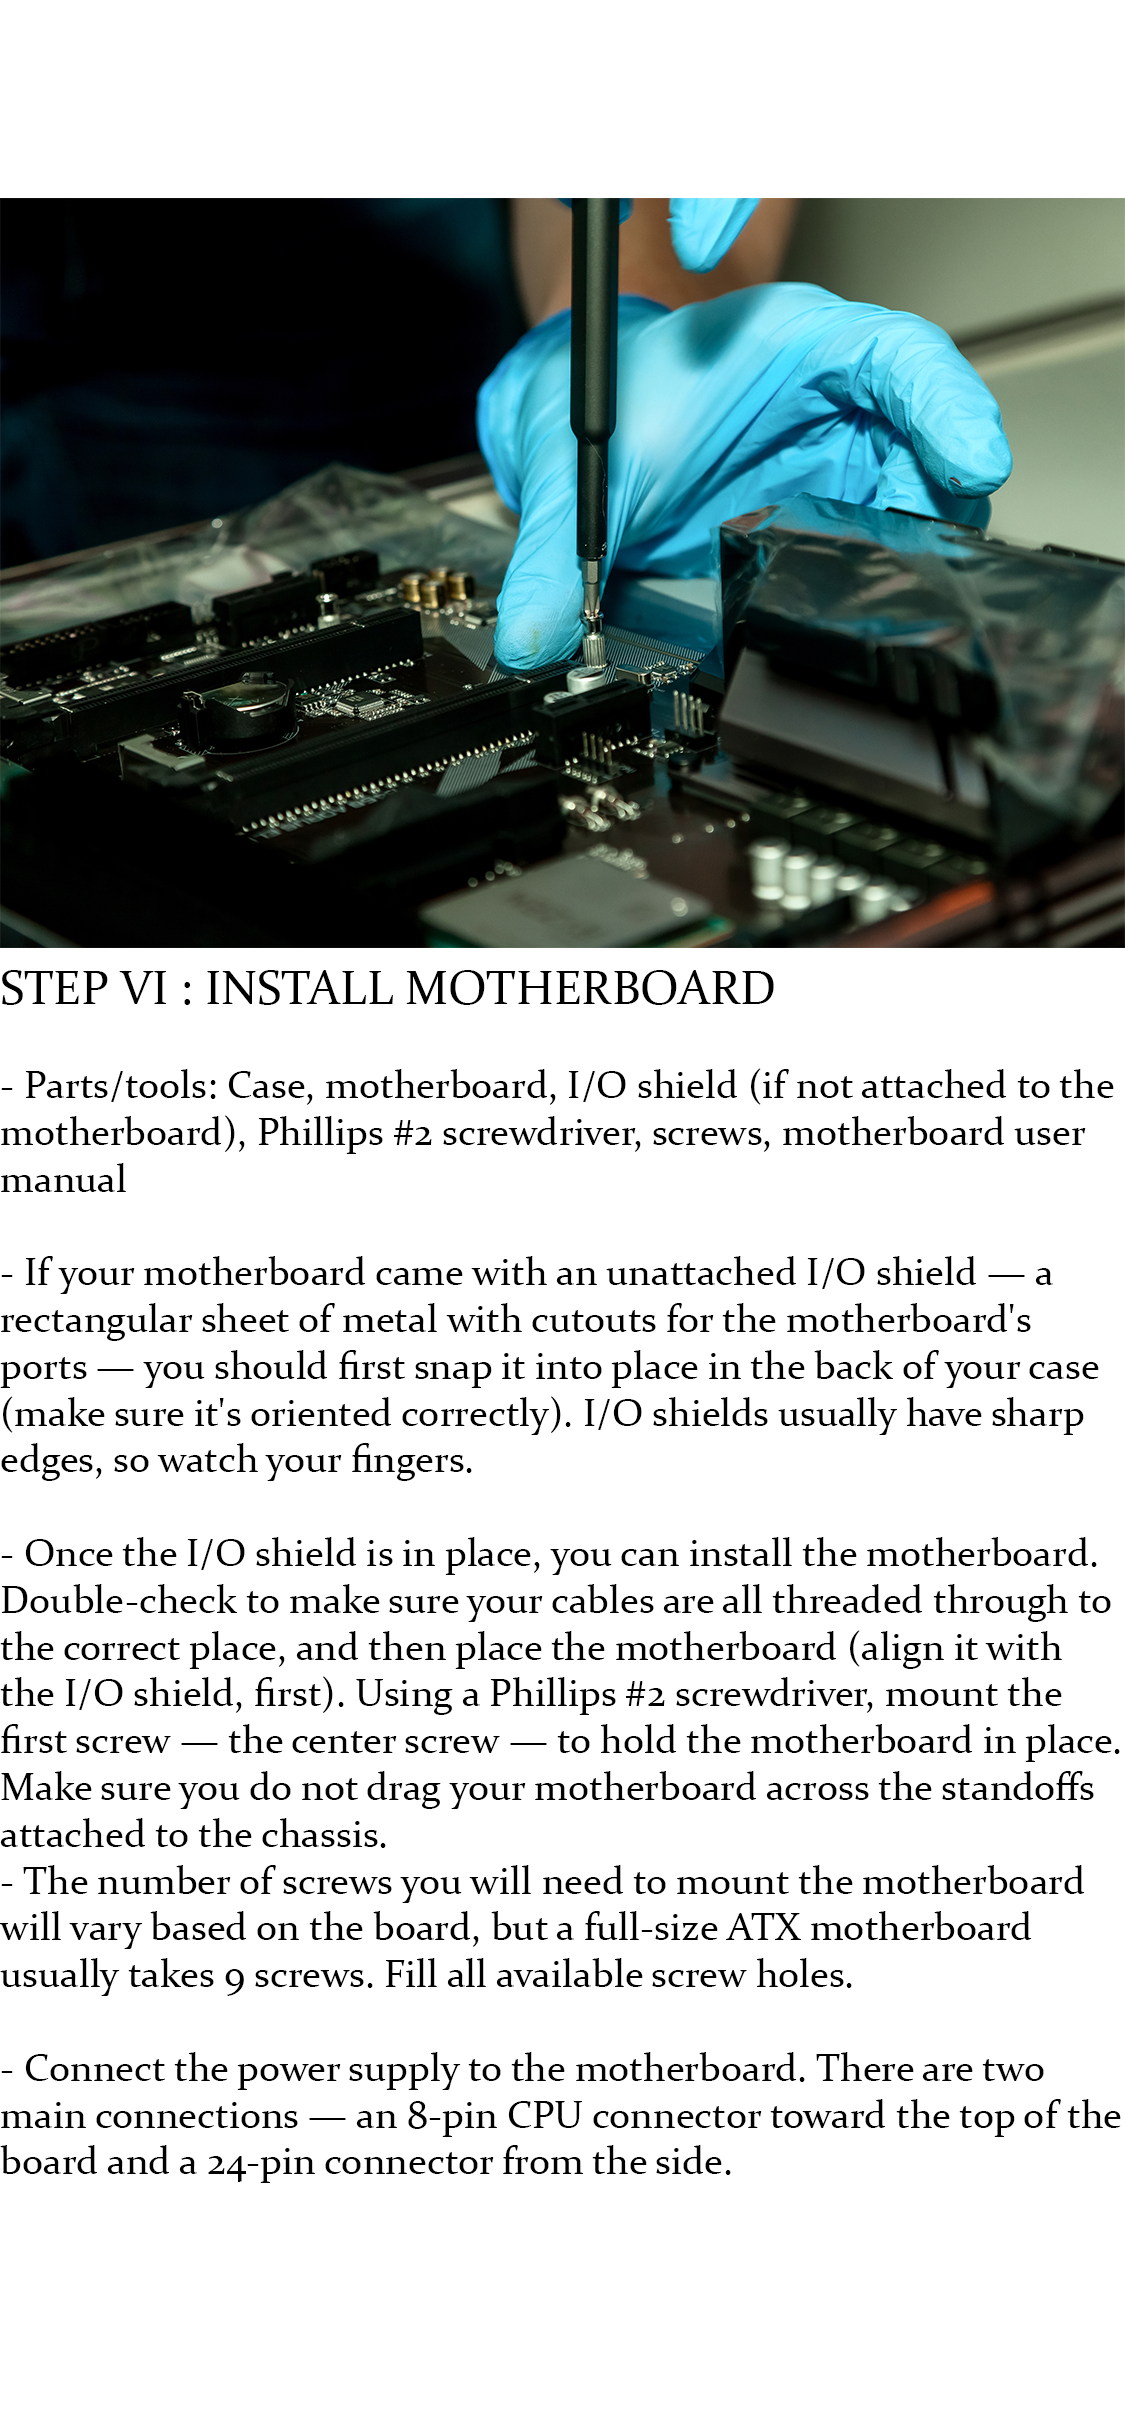 STEP VI : INSTALL MOTHERBOARD
- Parts/tools: Case, motherboard, I/O shield (if not attached to the
motherboard), Phillips #2 screwdriver, screws, motherboard user
manual
- If your motherboard came with an unattached I/O shield — a
rectangular sheet of metal with cutouts for the motherboard's
ports — you should first snap it into place in the back of your case
(make sure it's oriented correctly). I/O shields usually have sharp
edges, so watch your fingers.
- Once the I/O shield is in place, you can install the motherboard.
Double-check to make sure your cables are all threaded through to
the correct place, and then place the motherboard (align it with
the I/O shield, first). Using a Phillips #2 screwdriver, mount the
first screw — the center screw — to hold the motherboard in place.
Make sure you do not drag your motherboard across the standoffs
attached to the chassis.
- The number of screws you will need to mount the motherboard
will vary based on the board, but a full-size ATX motherboard
usually takes 9 screws. Fill all available screw holes.
- Connect the power supply to the motherboard. There are two
main connections — an 8-pin CPU connector toward the top of the
board and a 24-pin connector from the side.